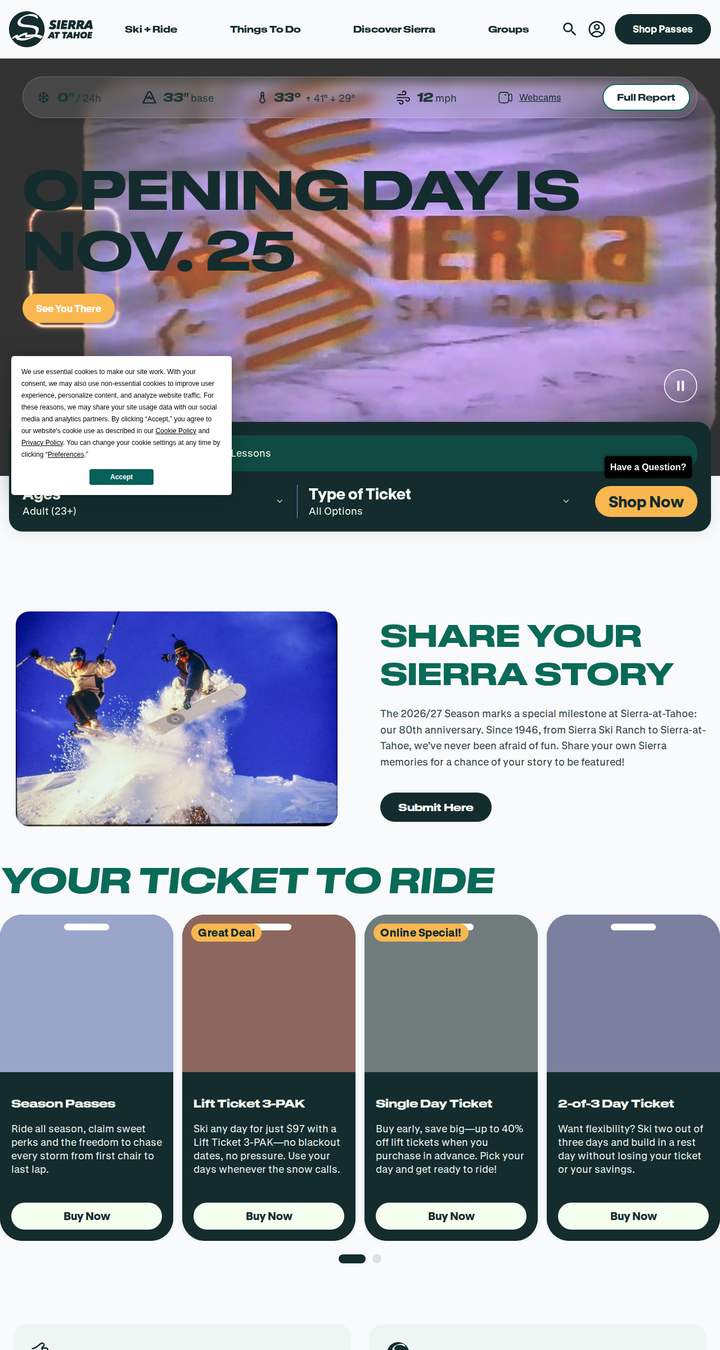 SIERRA
AT TAHOE
Ski + Ride
Things To Do
Discover Sierra
Groups
Shop Passes
0" / 24h
33" base
33° ↑ 41° ↓ 29°
12 mph
Webcams
Full Report
OPENING DAY IS
NOV. 25
SIERRA
SKI RANCH
See You There
We use essential cookies to make our site work. With your
consent, we may also use non-essential cookies to improve user
experience, personalize content, and analyze website traffic. For
these reasons, we may share your site usage data with our social
media and analytics partners. By clicking “Accept,” you agree to
our website's cookie use as described in our Cookie Policy and
Privacy Policy. You can change your cookie settings at any time by
clicking “Preferences.”
Accept
Lessons
Have a Question?
Ages
Adult (23+)
Type of Ticket
All Options
Shop Now
SHARE YOUR
SIERRA STORY
The 2026/27 Season marks a special milestone at Sierra-at-Tahoe:
our 80th anniversary. Since 1946, from Sierra Ski Ranch to Sierra-at-
Tahoe, we've never been afraid of fun. Share your own Sierra
memories for a chance of your story to be featured!
Submit Here
YOUR TICKET TO RIDE
Season Passes
Ride all season, claim sweet
perks and the freedom to chase
every storm from first chair to
last lap.
Buy Now
Great Deal
Lift Ticket 3-PAK
Ski any day for just $97 with a
Lift Ticket 3-PAK—no blackout
dates, no pressure. Use your
days whenever the snow calls.
Buy Now
Online Special!
Single Day Ticket
Buy early, save big—up to 40%
off lift tickets when you
purchase in advance. Pick your
day and get ready to ride!
Buy Now
2-of-3 Day Ticket
Want flexibility? Ski two out of
three days and build in a rest
day without losing your ticket
or your savings.
Buy Now